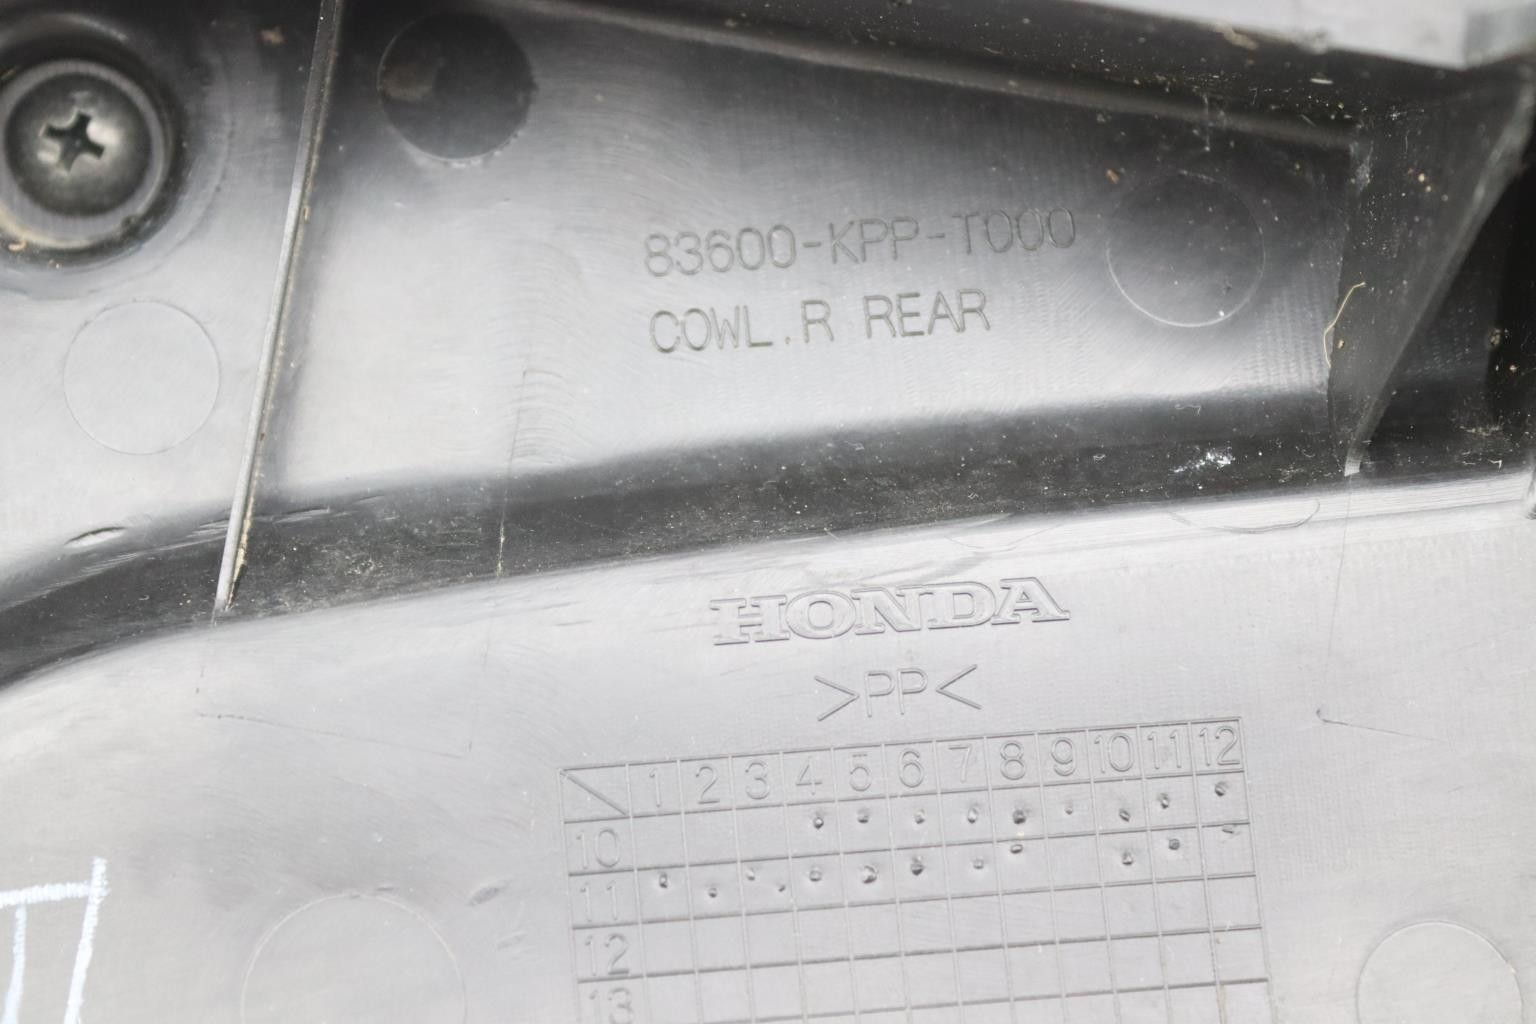 83600-KPP-T000
COWL.R REAR
HONDA
>PP<
1 2 3 4 5 6 7 8 9 10 11 12
10
11
12
13